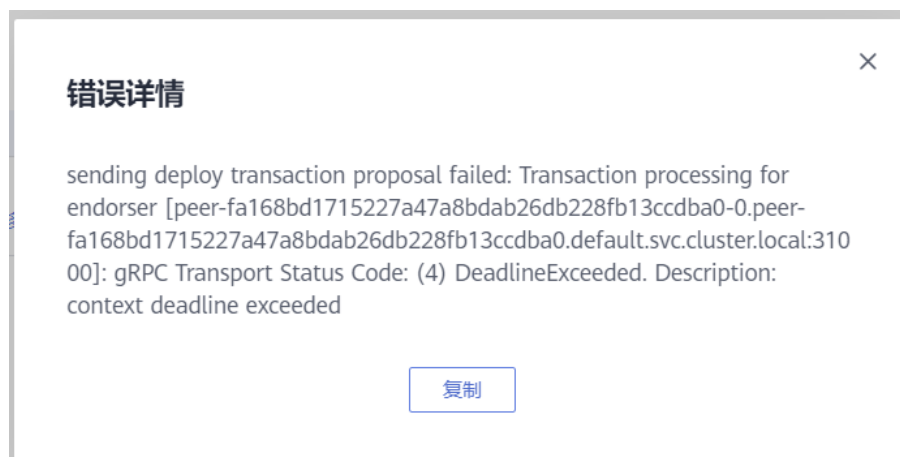 错误详情
sending deploy transaction proposal failed: Transaction processing for
endorser [peer-fa168bd1715227a47a8bdab26db228fb13ccdba0-0.peer-
fa168bd1715227a47a8bdab26db228fb13ccdba0.default.svc.cluster.local:310
00]: gRPC Transport Status Code: (4) DeadlineExceeded. Description:
context deadline exceeded
复制